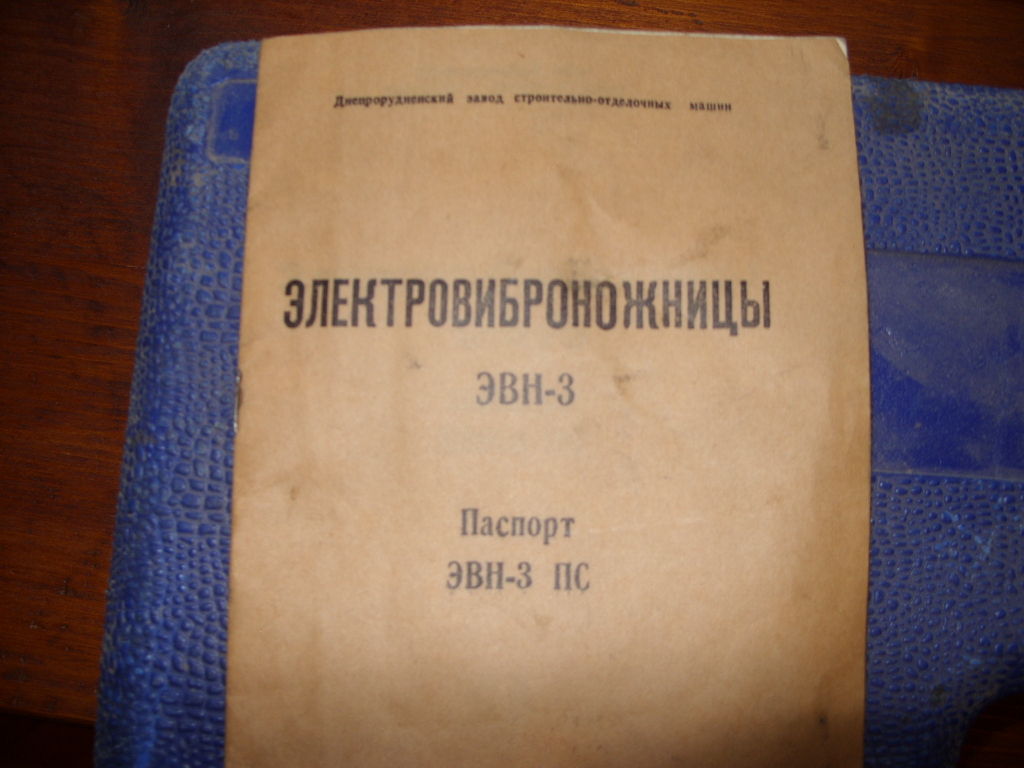 Днепрорудненский завод строительно-отделочных машин
ЭЛЕКТРОВИБРОНОЖНИЦЫ
ЭВН-3
Паспорт
ЭВН-3 ПС